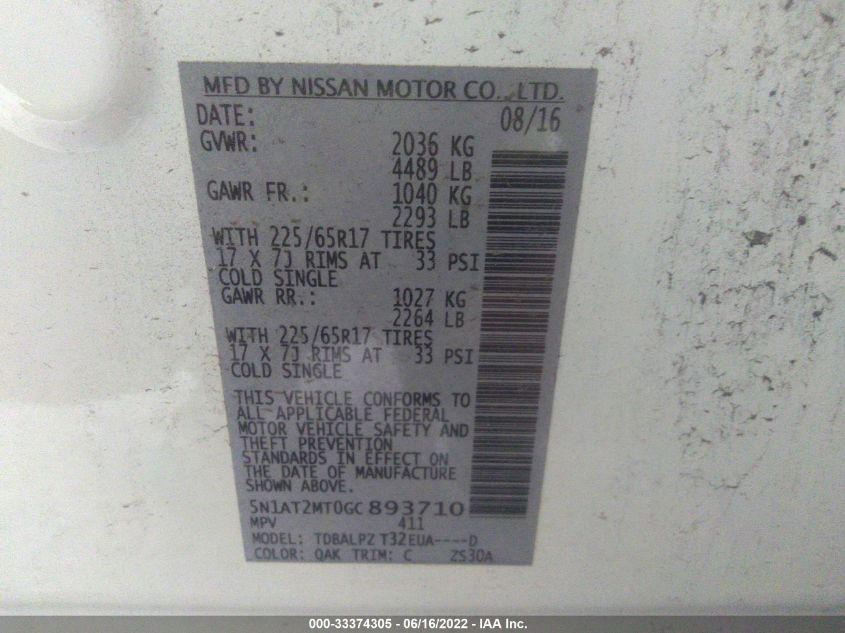 MFD BY NISSAN MOTOR CO., LTD.
DATE: 08/16
GVWR: 2036 KG
4489 LB
GAWR FR.: 1040 KG
2293 LB
WITH 225/65R17 TIRES
17 X 7J RIMS AT 33 PSI
COLD SINGLE
GAWR RR.: 1027 KG
2264 LB
WITH 225/65R17 TIRES
17 X 7J RIMS AT 33 PSI
COLD SINGLE
THIS VEHICLE CONFORMS TO
ALL APPLICABLE FEDERAL
MOTOR VEHICLE SAFETY AND
THEFT PREVENTION
STANDARDS IN EFFECT ON
THE DATE OF MANUFACTURE
SHOWN ABOVE.
5N1AT2MT0GC893710
MPV 411
MODEL: TDBALPZ T32EUA----D
COLOR: QAK TRIM: C ZS30A
000-33374305 - 06/16/2022 - IAA Inc.